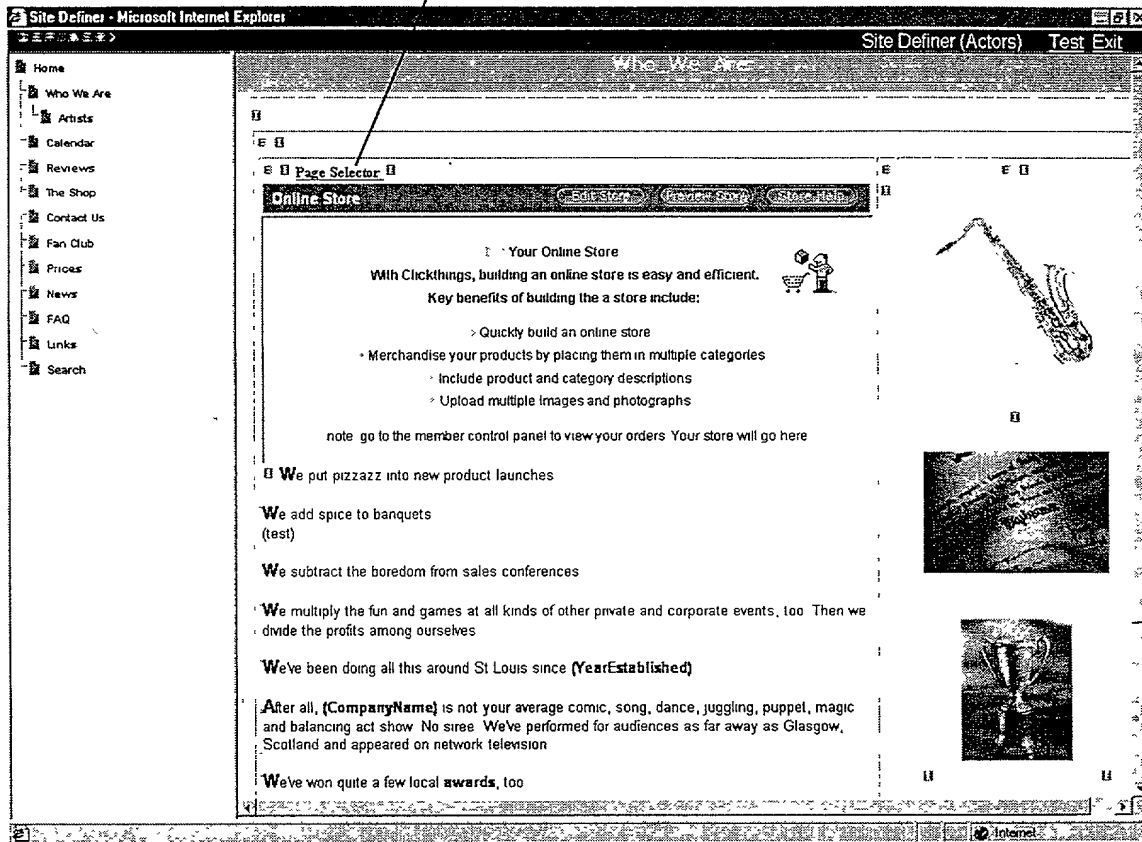 Site Definer - Microsoft Internet Explorer
Site Definer (Actors) Test Exit
Home
Who We Are
Artists
Calendar
Reviews
The Shop
Contact Us
Fan Club
Prices
News
FAQ
Links
Search
Who We Are
Page Selector
Online Store
Edit Store Preview Store Store Help
Your Online Store
With Clickthings, building an online store is easy and efficient.
Key benefits of building the a store include:
Quickly build an online store
Merchandise your products by placing them in multiple categories
Include product and category descriptions
Upload multiple images and photographs
note go to the member control panel to view your orders Your store will go here
We put pizzazz into new product launches
We add spice to banquets
(test)
We subtract the boredom from sales conferences
We multiply the fun and games at all kinds of other private and corporate events, too Then we
divide the profits among ourselves
We've been doing all this around St Louis since (YearEstablished)
After all, (CompanyName) is not your average comic, song, dance, juggling, puppet, magic
and balancing act show No siree We've performed for audiences as far away as Glasgow,
Scotland and appeared on network television
We've won quite a few local awards, too
Internet